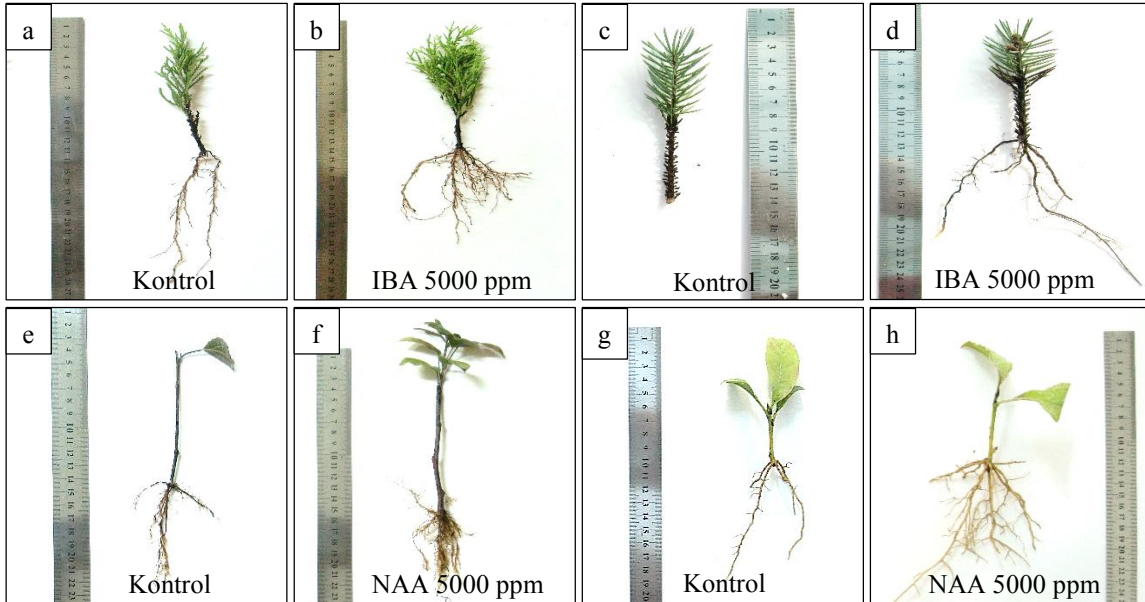 a
Kontrol
b
IBA 5000 ppm
c
Kontrol
d
IBA 5000 ppm
e
Kontrol
f
NAA 5000 ppm
g
Kontrol
h
NAA 5000 ppm